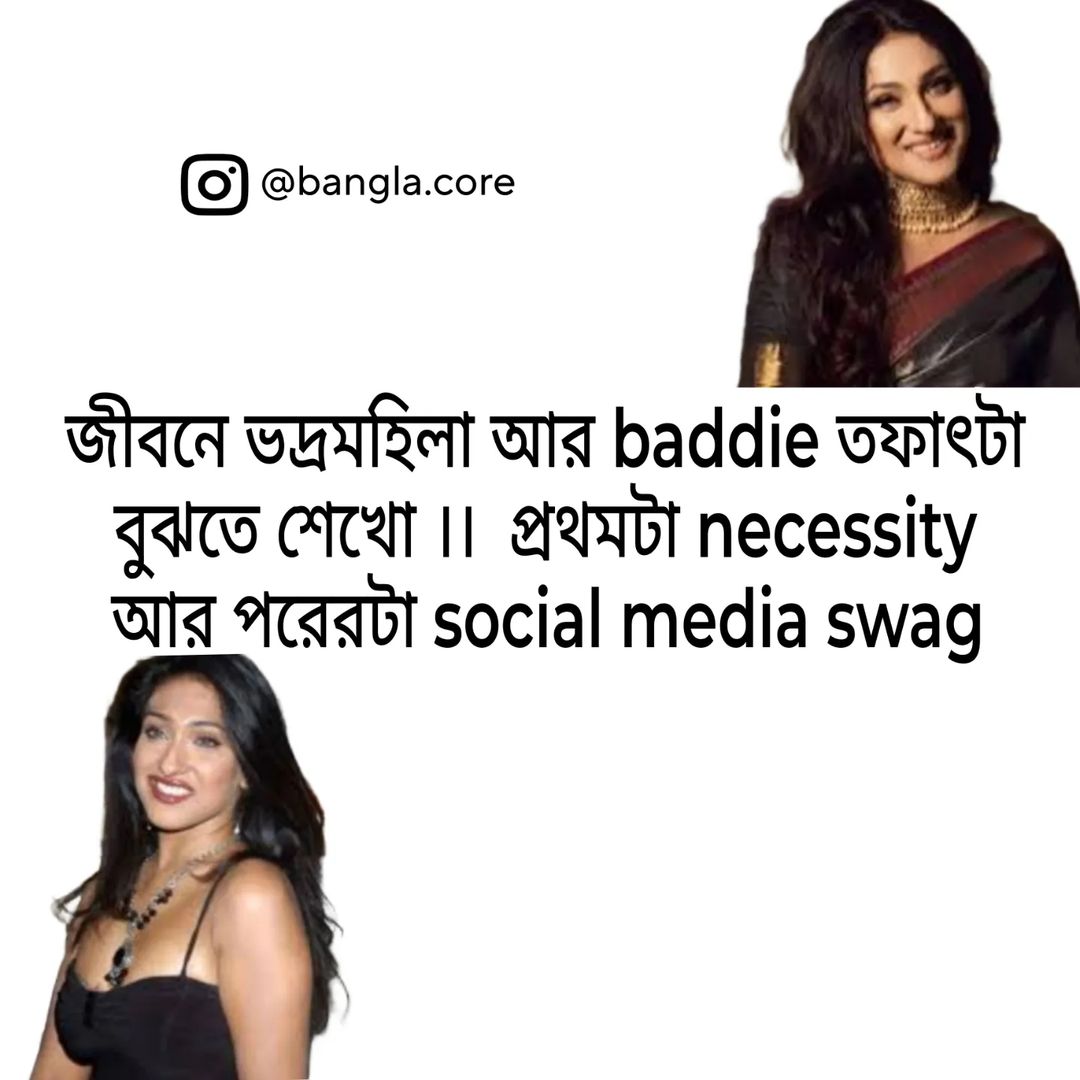 @bangla.core
জীবনে ভদ্রমহিলা আর baddie তফাৎটা
বুঝতে শেখো ।। প্রথমটা necessity
আর পরেরটা social media swag